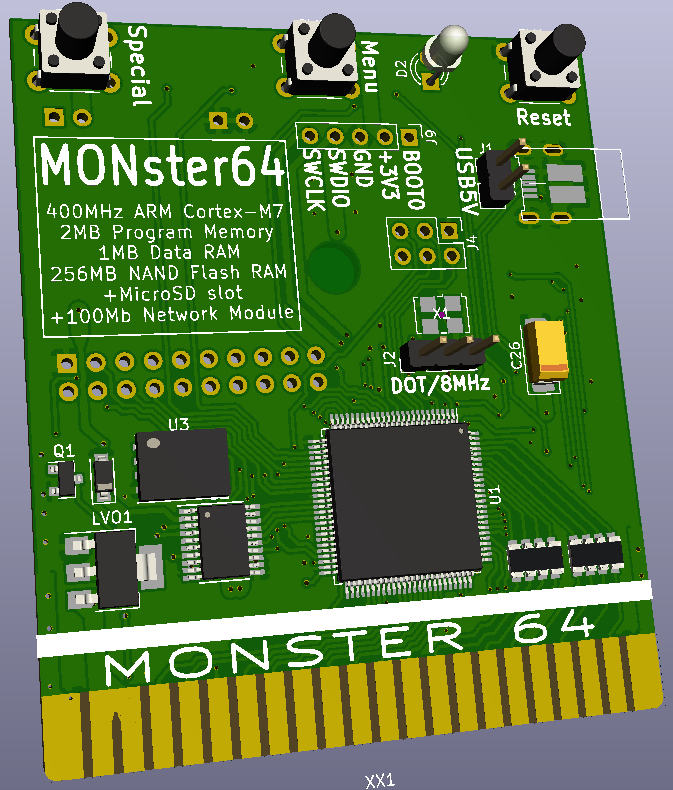 Special
Menu
D2
Reset
MONster64
400MHz ARM Cortex-M7
2MB Program Memory
1MB Data RAM
256MB NAND Flash RAM
+MicroSD slot
+100Mb Network Module
SWCLK
SWDIO
GND
+3V3
BOOT0
J6
USB5V
J1
J4
X1
J2
DOT/8MHz
C26
Q1
U3
LVO1
U1
MONSTER 64
XX1